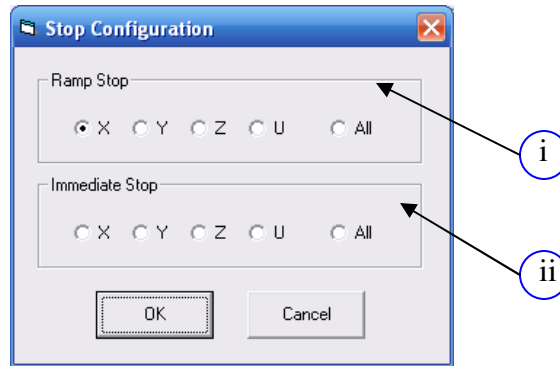 Stop Configuration
Ramp Stop
X Y Z U All
i
Immediate Stop
X Y Z U All
ii
OK Cancel